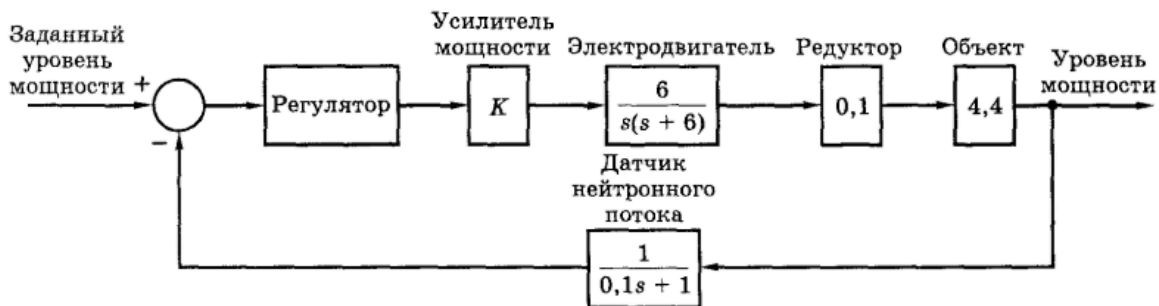 Заданный
уровень
мощности +
−
Регулятор
Усилитель
мощности
K
Электродвигатель
6
s(s + 6)
Редуктор
0,1
Объект
4,4
Уровень
мощности
Датчик
нейтронного
потока
1
0,1s + 1